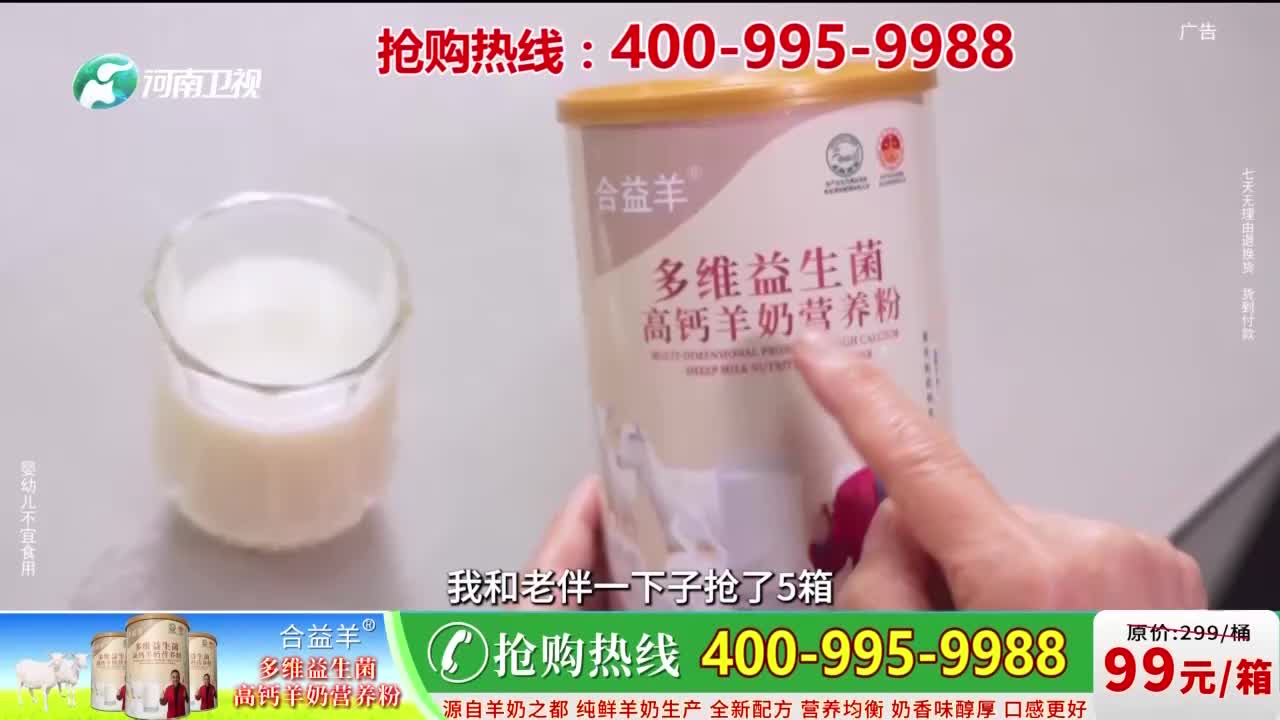 抢购热线：400-995-9988
广告
河南卫视
七天无理由退换货 货到付款
合益羊®
多维益生菌
高钙羊奶营养粉
婴幼儿不宜食用
我和老伴一下子抢了5箱
合益羊®
多维益生菌
高钙羊奶营养粉
抢购热线 400-995-9988
原价:299/桶
99元/箱
源自羊奶之都 纯鲜羊奶生产 全新配方 营养均衡 奶香味醇厚 口感更好